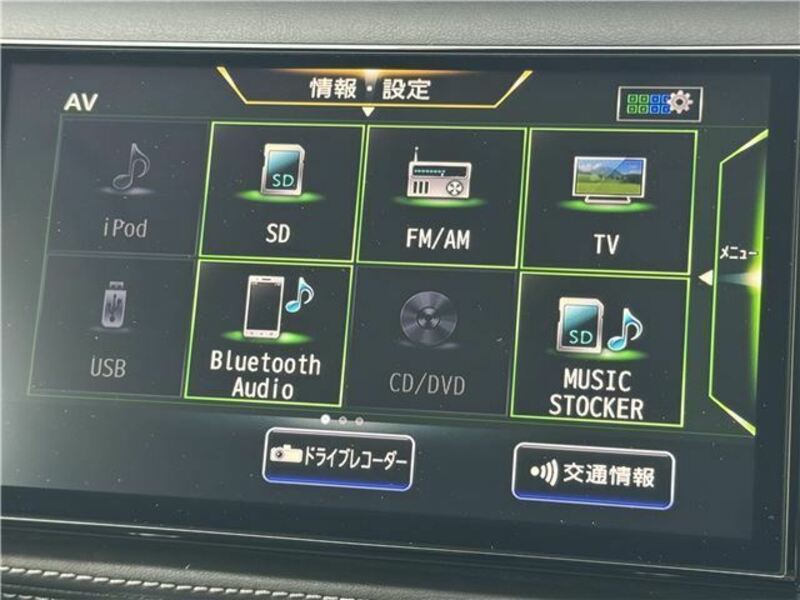 情報・設定
AV
iPod
SD
SD
FM/AM
TV
メニュー
USB
Bluetooth
Audio
CD/DVD
SD
MUSIC
STOCKER
ドライブレコーダー
交通情報